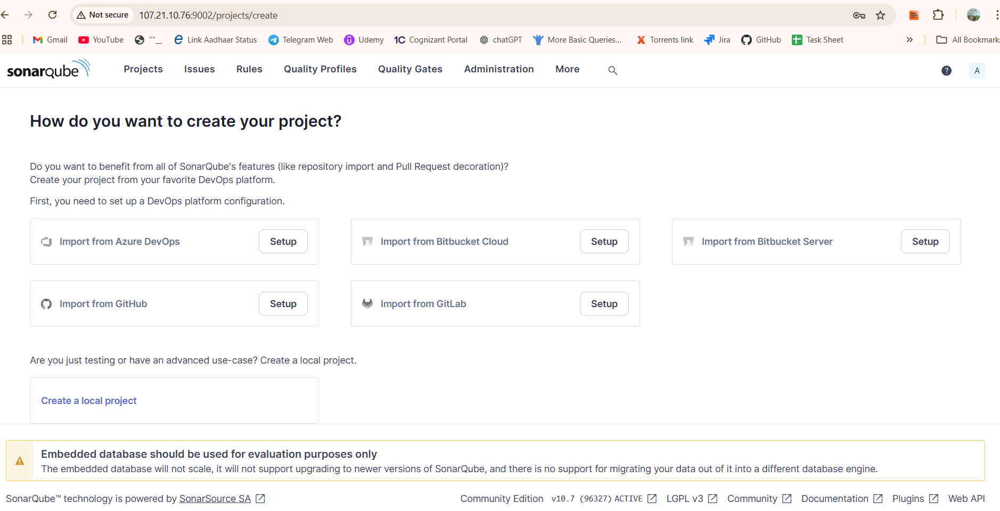 Not secure 107.21.10.76:9002/projects/create
Gmail YouTube ""__ Link Aadhaar Status Telegram Web Udemy Cognizant Portal chatGPT More Basic Queries... Torrents link Jira GitHub Task Sheet » All Bookmarks
sonarqube Projects Issues Rules Quality Profiles Quality Gates Administration More ? A
How do you want to create your project?
Do you want to benefit from all of SonarQube's features (like repository import and Pull Request decoration)?
Create your project from your favorite DevOps platform.
First, you need to set up a DevOps platform configuration.
Import from Azure DevOps Setup Import from Bitbucket Cloud Setup Import from Bitbucket Server Setup
Import from GitHub Setup Import from GitLab Setup
Are you just testing or have an advanced use-case? Create a local project.
Create a local project
Embedded database should be used for evaluation purposes only
The embedded database will not scale, it will not support upgrading to newer versions of SonarQube, and there is no support for migrating your data out of it into a different database engine.
SonarQube™ technology is powered by SonarSource SA Community Edition v10.7 (96327) ACTIVE LGPL v3 Community Documentation Plugins Web API